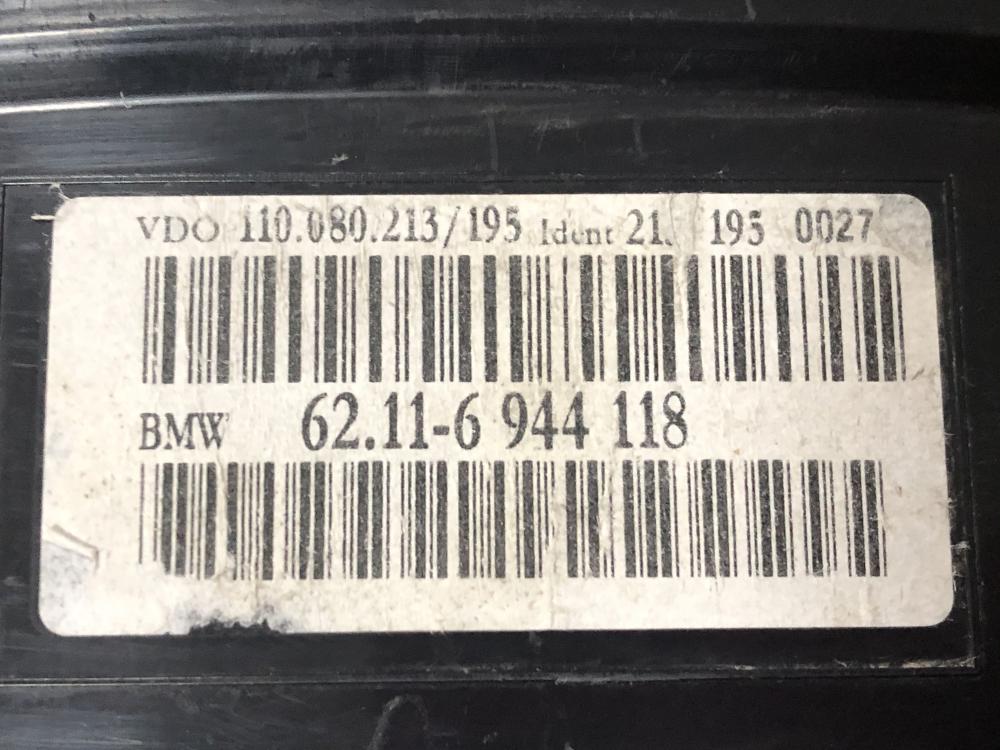 VDO 110.080.213/195 Ident 21. 195 0027
BMW 62.11-6 944 118